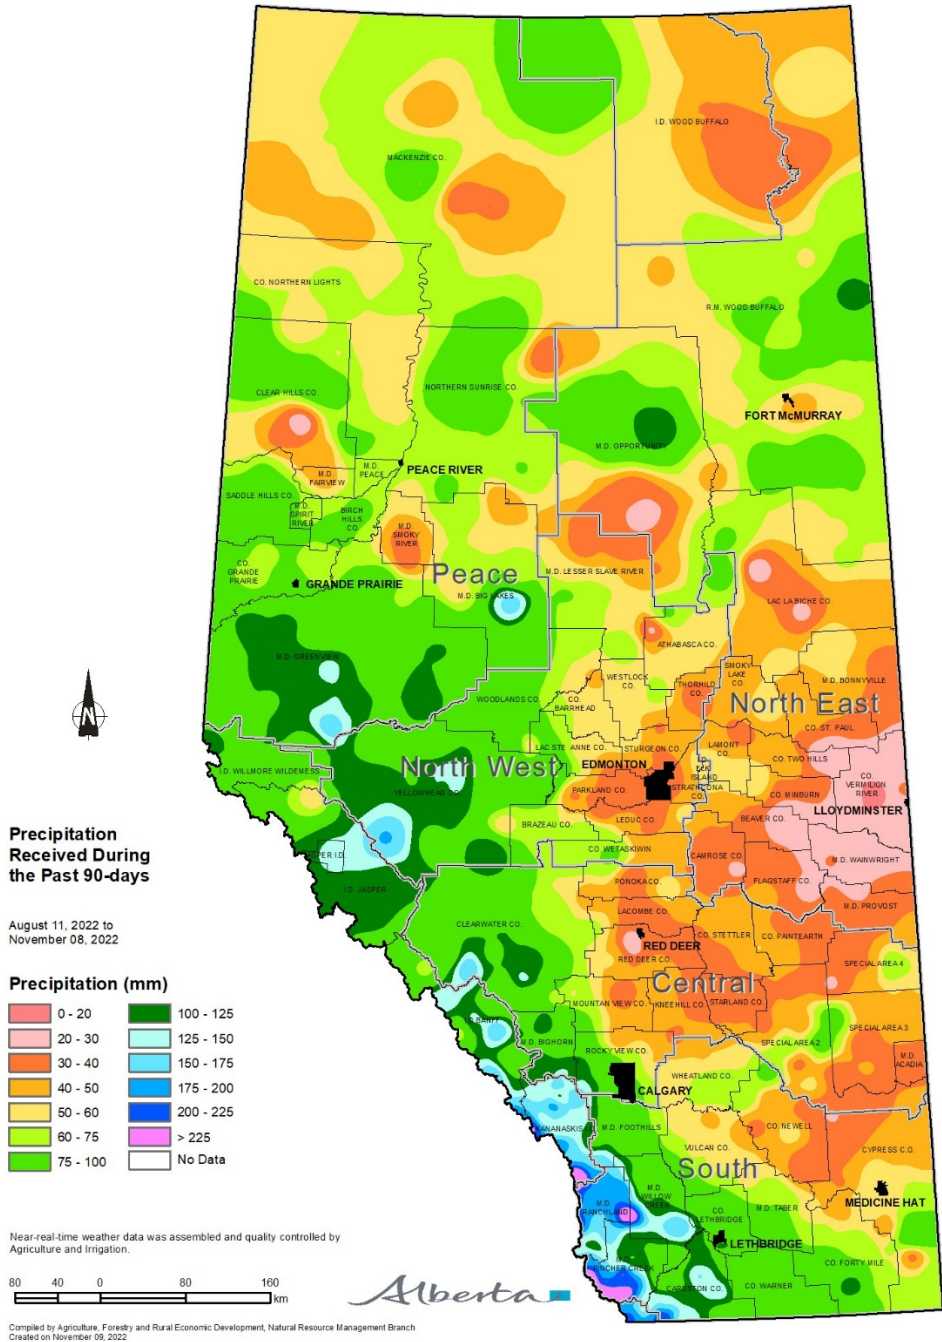 I.D. WOOD BUFFALO
MACKENZIE CO.
CO. NORTHERN LIGHTS
R.M. WOOD BUFFALO
CLEAR HILLS CO.
NORTHERN SUNRISE CO.
FORT McMURRAY
M.D. OPPORTUNITY
M.D.
PEACE
PEACE RIVER
M.D.
FAIRVIEW
SADDLE HILLS CO.
M.D.
SPIRIT
RIVER
BIRCH
HILLS
CO.
M.D.
SMOKY
RIVER
CO.
GRANDE
PRAIRIE
GRANDE PRAIRIE
Peace
M.D. LESSER SLAVE RIVER
M.D. BIG LAKES
LAC LA BICHE CO.
ATHABASCA CO.
M.D. GREENVIEW
WOODLANDS CO.
WESTLOCK
CO.
SMOKY
LAKE
CO.
M.D. BONNYVILLE
CO.
BARRHEAD
THORHILD
CO.
North East
CO. ST. PAUL
N
LAC STE ANNE CO.
STURGEON CO.
LAMONT
CO.
I.D. WILLMORE WILDERNESS
North West
EDMONTON
ELK
ISLAND
CO. TWO HILLS
YELLOWHEAD CO.
PARKLAND CO.
STRATHCONA
CO.
CO. MINBURN
CO.
VERMILION
RIVER
LLOYDMINSTER
BRAZEAU CO.
LEDUC CO.
BEAVER CO.
CO. WETASKIWIN
CAMROSE CO.
M.D. WAINWRIGHT
JASPER I.D.
I.D. JASPER
PONOKA CO.
FLAGSTAFF CO.
M.D. PROVOST
Precipitation
Received During
the Past 90-days
August 11, 2022 to
November 08, 2022
CLEARWATER CO.
LACOMBE CO.
CO. STETTLER
CO. PAINTEARTH
RED DEER
RED DEER CO.
SPECIAL AREA 4
Central
MOUNTAIN VIEW CO.
KNEEHILL CO.
STARLAND CO.
I.D. BANFF
M.D. BIGHORN
ROCKY VIEW CO.
SPECIAL AREA 2
SPECIAL AREA 3
M.D.
ACADIA
WHEATLAND CO.
CALGARY
KANANASKIS I.D.
M.D. FOOTHILLS
CO. NEWELL
VULCAN CO.
CYPRESS C.O.
South
M.D.
RANCHLAND
M.D.
WILLOW
CREEK
MEDICINE HAT
M.D. TABER
CO.
LETHBRIDGE
LETHBRIDGE
M.D.
PINCHER CREEK
CO. FORTY MILE
CARDSTON CO.
CO. WARNER
Precipitation (mm)
0 - 20
20 - 30
30 - 40
40 - 50
50 - 60
60 - 75
75 - 100
100 - 125
125 - 150
150 - 175
175 - 200
200 - 225
> 225
No Data
Near-real-time weather data was assembled and quality controlled by
Agriculture and Irrigation.
80 40 0 80 160
km
Alberta
Compiled by Agriculture, Forestry and Rural Economic Development, Natural Resource Management Branch
Created on November 09, 2022